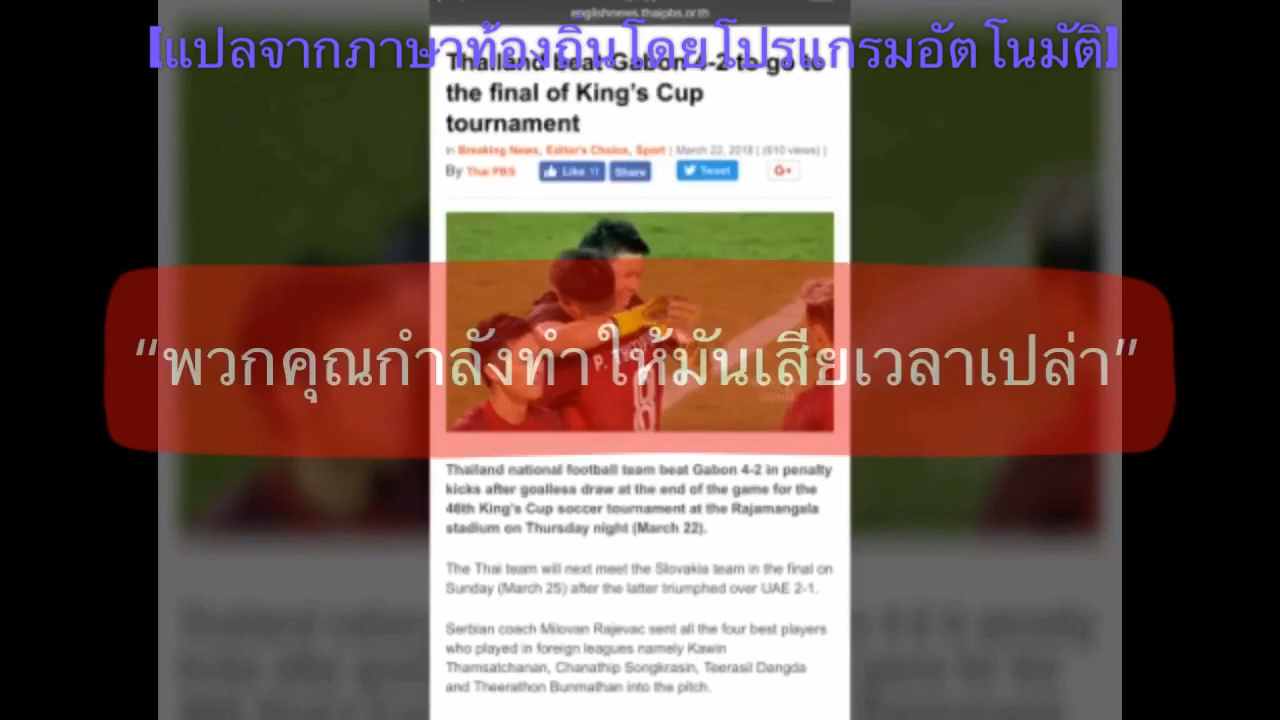 englishnews.thaipbs.or.th
[แปลจากภาษาท้องถิ่นโดยโปรแกรมอัตโนมัติ]
Thailand beat Gabon 4-2 to go to
the final of King's Cup
tournament
in Breaking News, Editor's Choice, Sport | March 22, 2018 | (610 views) |
By Thai PBS Like 17 Share Tweet G+
“พวกคุณกำลังทำให้มันเสียเวลาเปล่า”
8
Thailand national football team beat Gabon 4-2 in penalty
kicks after goalless draw at the end of the game for the
46th King's Cup soccer tournament at the Rajamangala
stadium on Thursday night (March 22).
The Thai team will next meet the Slovakia team in the final on
Sunday (March 25) after the latter triumphed over UAE 2-1.
Serbian coach Milovan Rajevac sent all the four best players
who played in foreign leagues namely Kawin
Thamsatchanan, Chanathip Songkrasin, Teerasil Dangda
and Theerathon Bunmathan into the pitch.